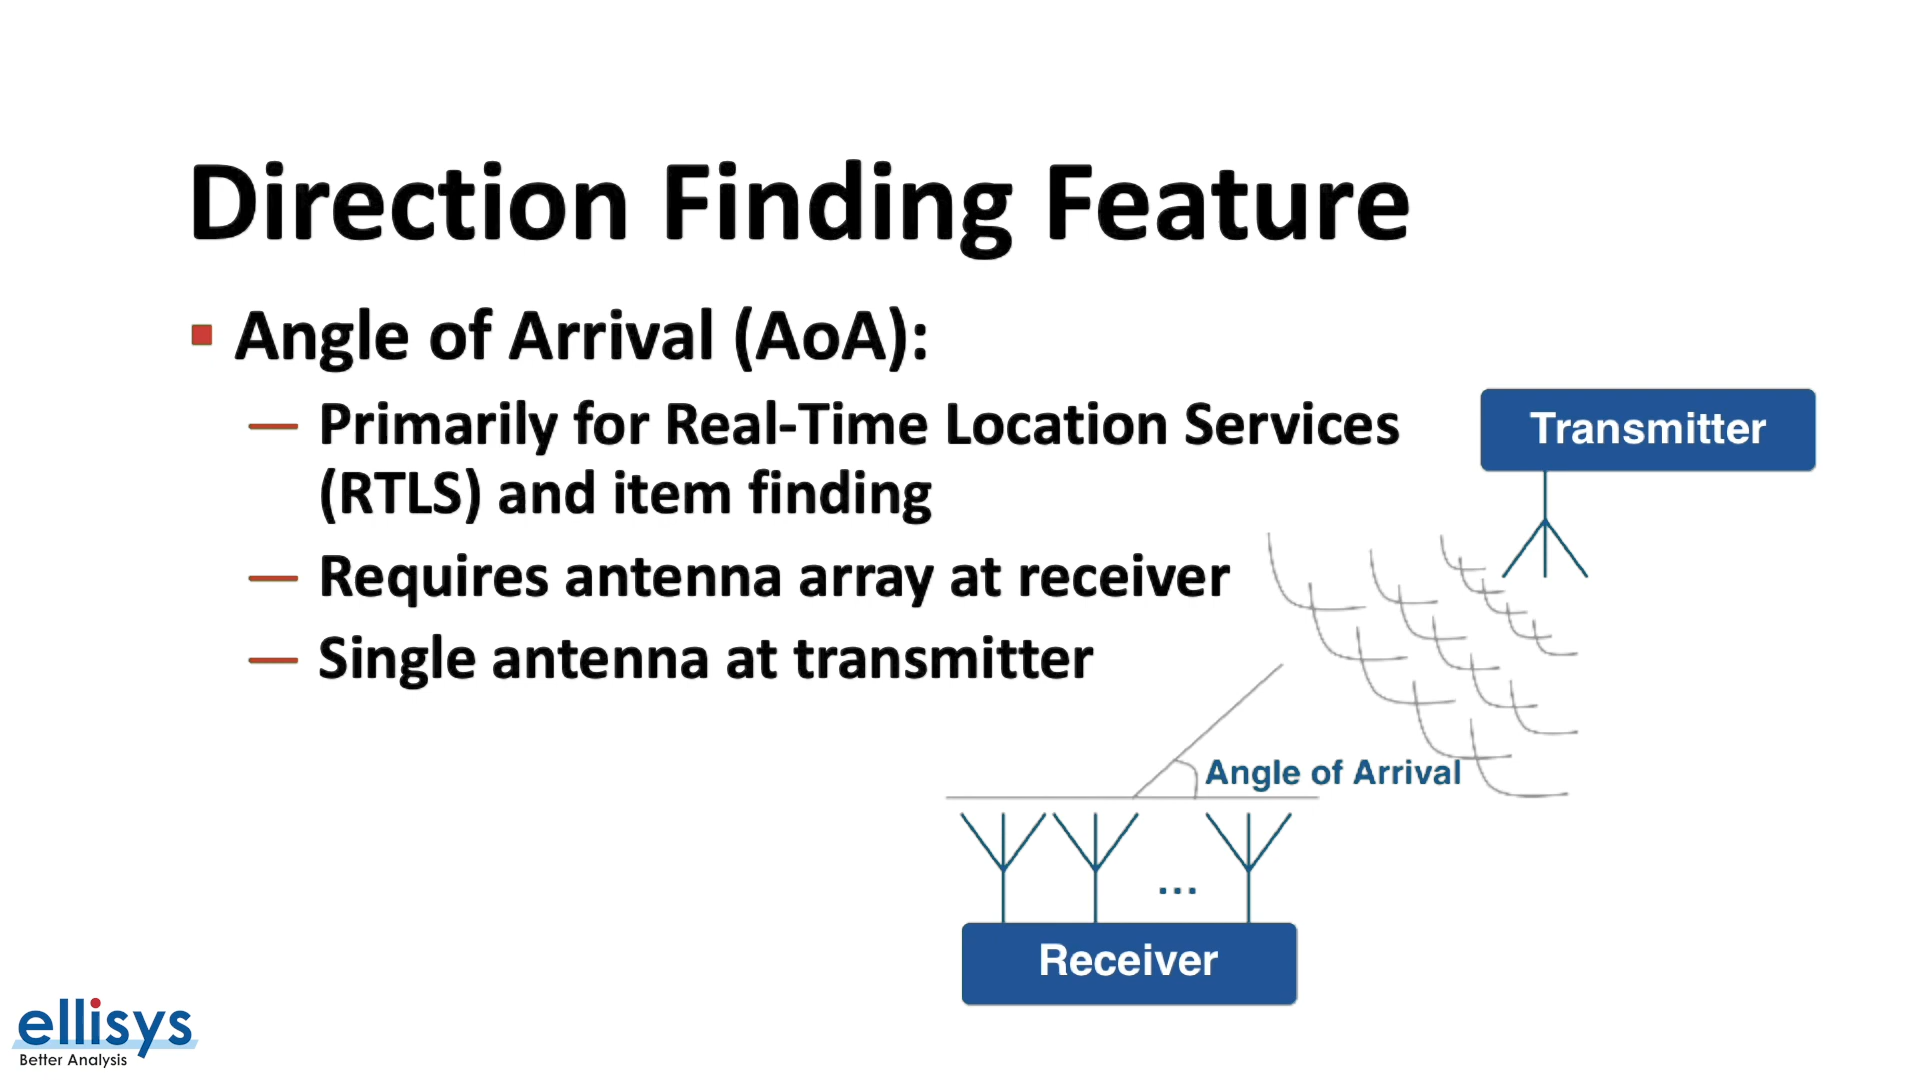 Direction Finding Feature
Angle of Arrival (AoA):
— Primarily for Real-Time Location Services
(RTLS) and item finding
— Requires antenna array at receiver
— Single antenna at transmitter
Transmitter
Angle of Arrival
...
Receiver
ellisys
Better Analysis